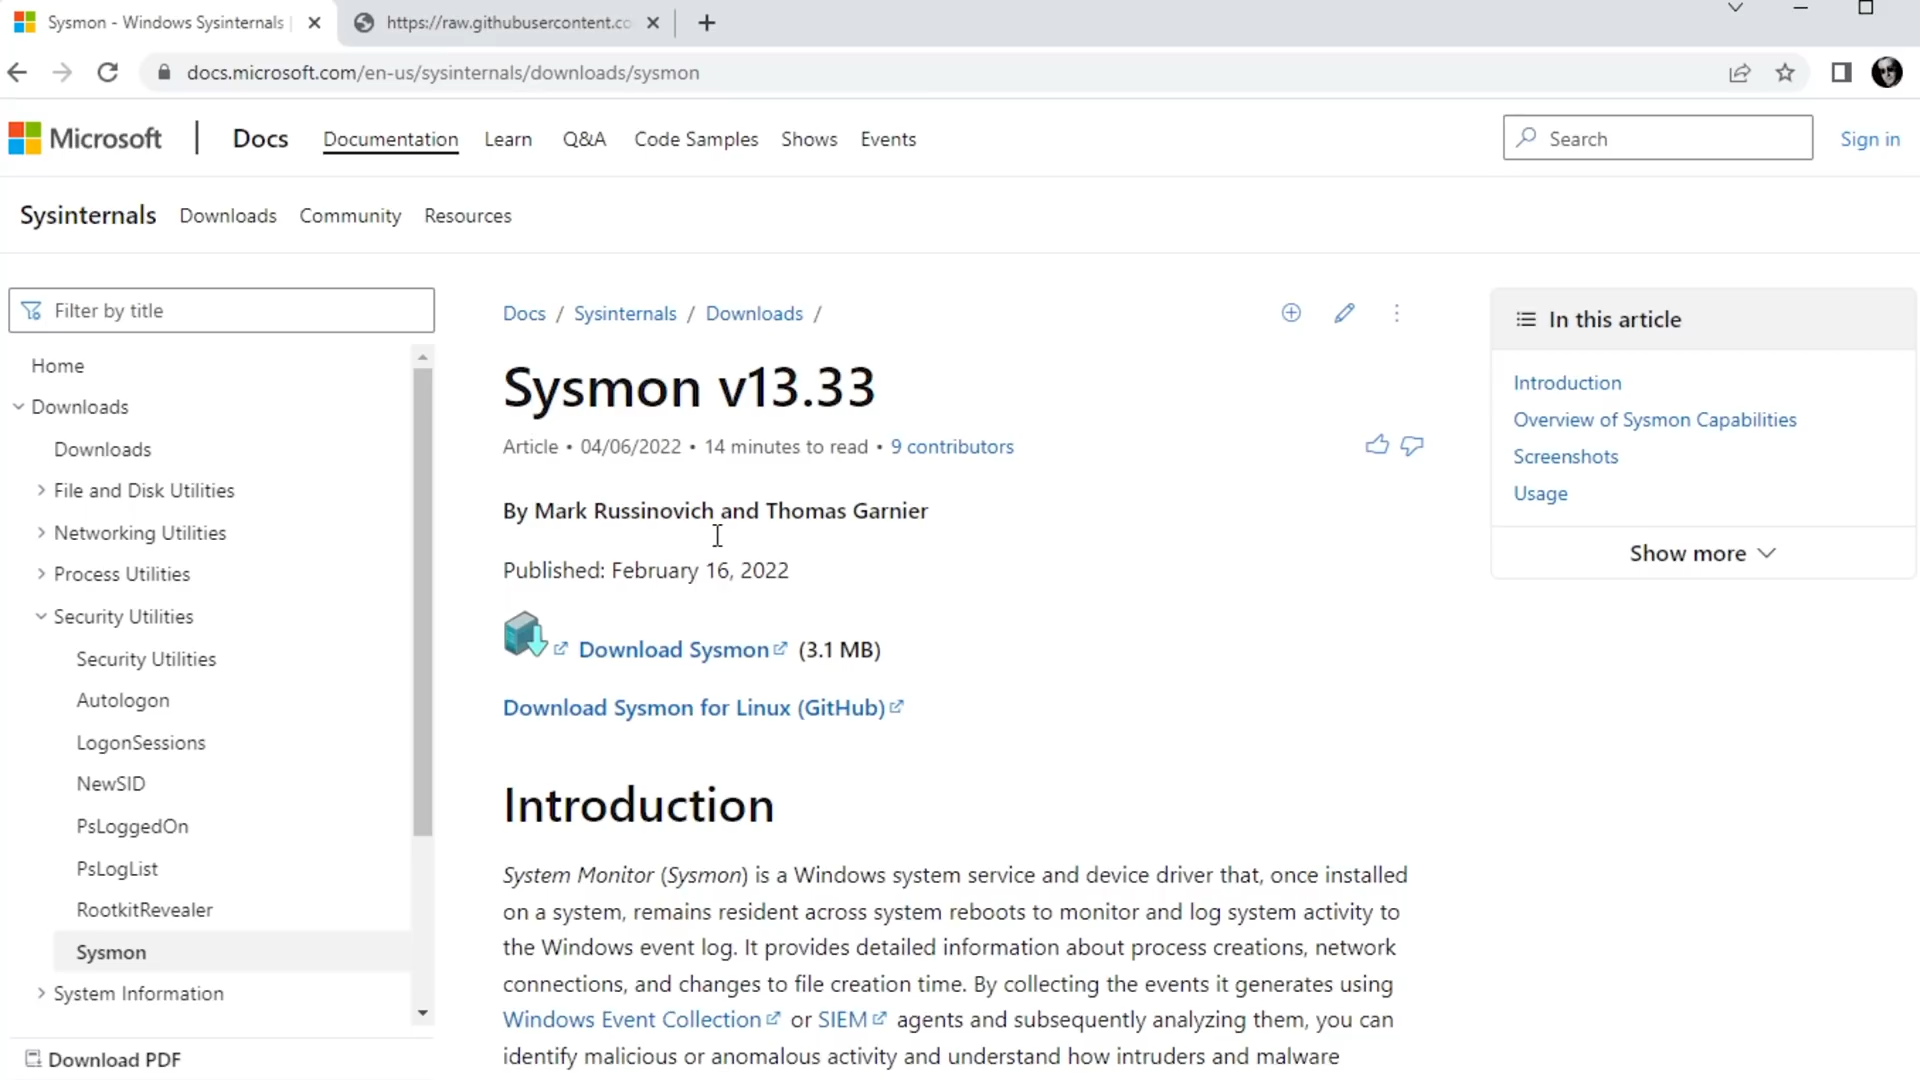 Sysmon - Windows Sysinternals
https://raw.githubusercontent.co
docs.microsoft.com/en-us/sysinternals/downloads/sysmon
Microsoft | Docs Documentation Learn Q&A Code Samples Shows Events Search Sign in
Sysinternals Downloads Community Resources
Filter by title
Home
Downloads
Downloads
File and Disk Utilities
Networking Utilities
Process Utilities
Security Utilities
Security Utilities
Autologon
LogonSessions
NewSID
PsLoggedOn
PsLogList
RootkitRevealer
Sysmon
System Information
Download PDF
Docs / Sysinternals / Downloads /
Sysmon v13.33
Article • 04/06/2022 • 14 minutes to read • 9 contributors
By Mark Russinovich and Thomas Garnier
Published: February 16, 2022
Download Sysmon (3.1 MB)
Download Sysmon for Linux (GitHub)
Introduction
System Monitor (Sysmon) is a Windows system service and device driver that, once installed
on a system, remains resident across system reboots to monitor and log system activity to
the Windows event log. It provides detailed information about process creations, network
connections, and changes to file creation time. By collecting the events it generates using
Windows Event Collection or SIEM agents and subsequently analyzing them, you can
identify malicious or anomalous activity and understand how intruders and malware
In this article
Introduction
Overview of Sysmon Capabilities
Screenshots
Usage
Show more